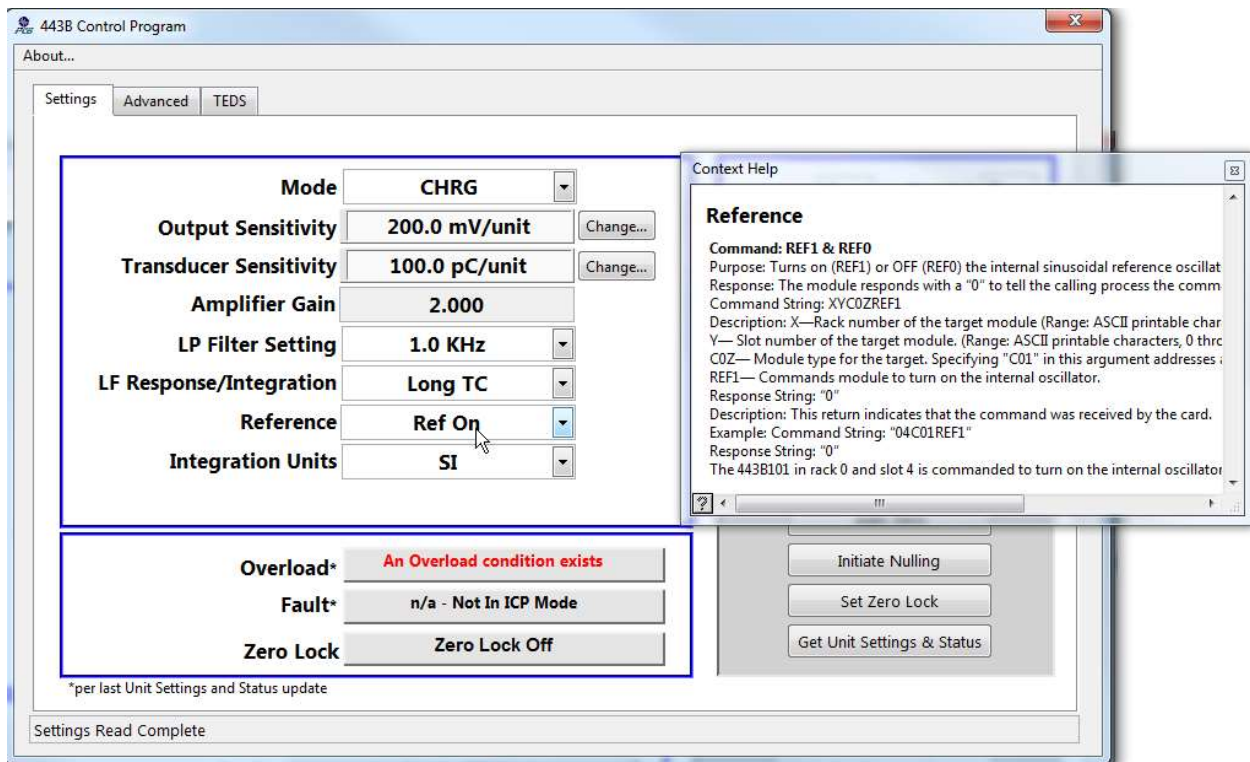 443B Control Program
About...
Settings
Advanced
TEDS
Mode
CHRG
Output Sensitivity
200.0 mV/unit
Change...
Transducer Sensitivity
100.0 pC/unit
Change...
Amplifier Gain
2.000
LP Filter Setting
1.0 KHz
LF Response/Integration
Long TC
Reference
Ref On
Integration Units
SI
Context Help
Reference
Command: REF1 & REF0
Purpose: Turns on (REF1) or OFF (REF0) the internal sinusoidal reference oscillat
Response: The module responds with a "0" to tell the calling process the comm
Command String: XYC0ZREF1
Description: X—Rack number of the target module (Range: ASCII printable char
Y— Slot number of the target module. (Range: ASCII printable characters, 0 thro
C0Z— Module type for the target. Specifying "C01" in this argument addresses
REF1— Commands module to turn on the internal oscillator.
Response String: "0"
Description: This return indicates that the command was received by the card.
Example: Command String: "04C01REF1"
Response String: "0"
The 443B101 in rack 0 and slot 4 is commanded to turn on the internal oscillator
Overload*
An Overload condition exists
Fault*
n/a - Not In ICP Mode
Zero Lock
Zero Lock Off
Initiate Nulling
Set Zero Lock
Get Unit Settings & Status
*per last Unit Settings and Status update
Settings Read Complete